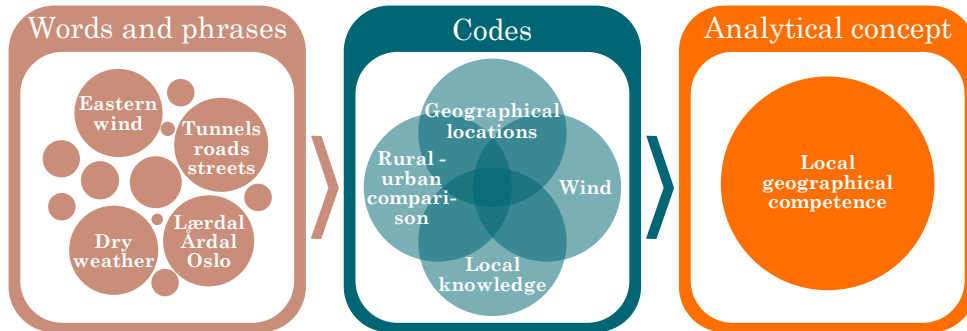 Words and phrases
Eastern
wind
Tunnels
roads
streets
Dry
weather
Lærdal
Årdal
Oslo
Codes
Geographical
locations
Rural -
urban
compari-
son
Wind
Local
knowledge
Analytical concept
Local
geographical
competence